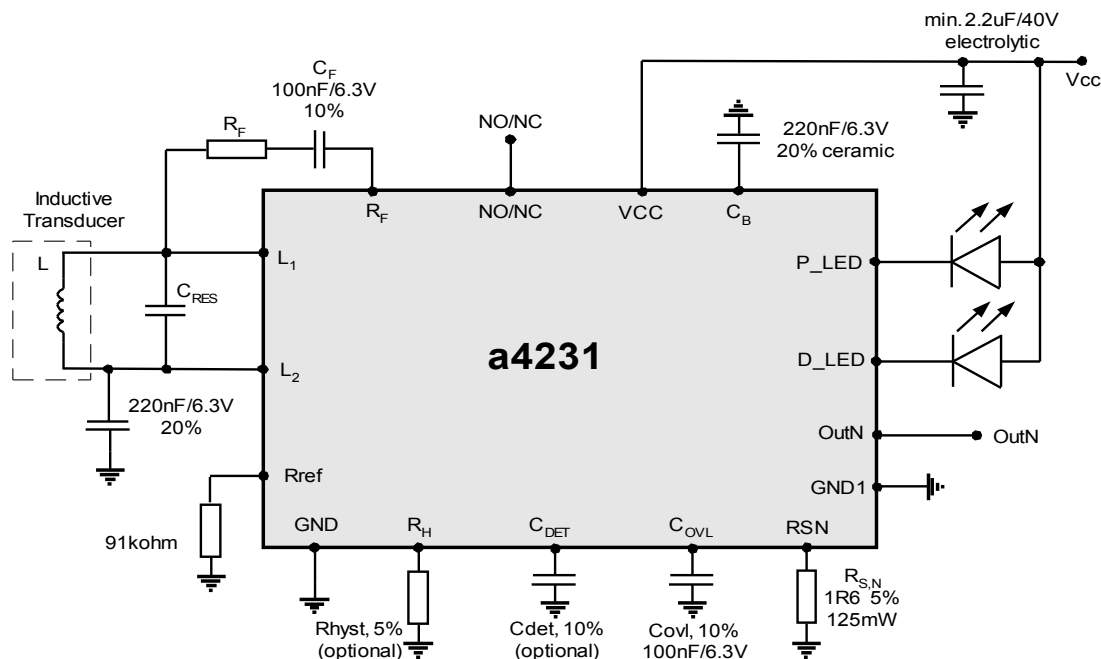 min. 2.2uF/40V
electrolytic
Vcc
C_F
100nF/6.3V
10%
R_F
NO/NC
220nF/6.3V
20% ceramic
Inductive
Transducer
R_F
NO/NC
VCC
C_B
L
L_1
P_LED
C_RES
a4231
L_2
D_LED
220nF/6.3V
20%
OutN
OutN
Rref
GND1
91kohm
GND
R_H
C_DET
C_OVL
RSN
R_S,N
1R6 5%
125mW
Rhyst, 5%
(optional)
Cdet, 10%
(optional)
Covl, 10%
100nF/6.3V